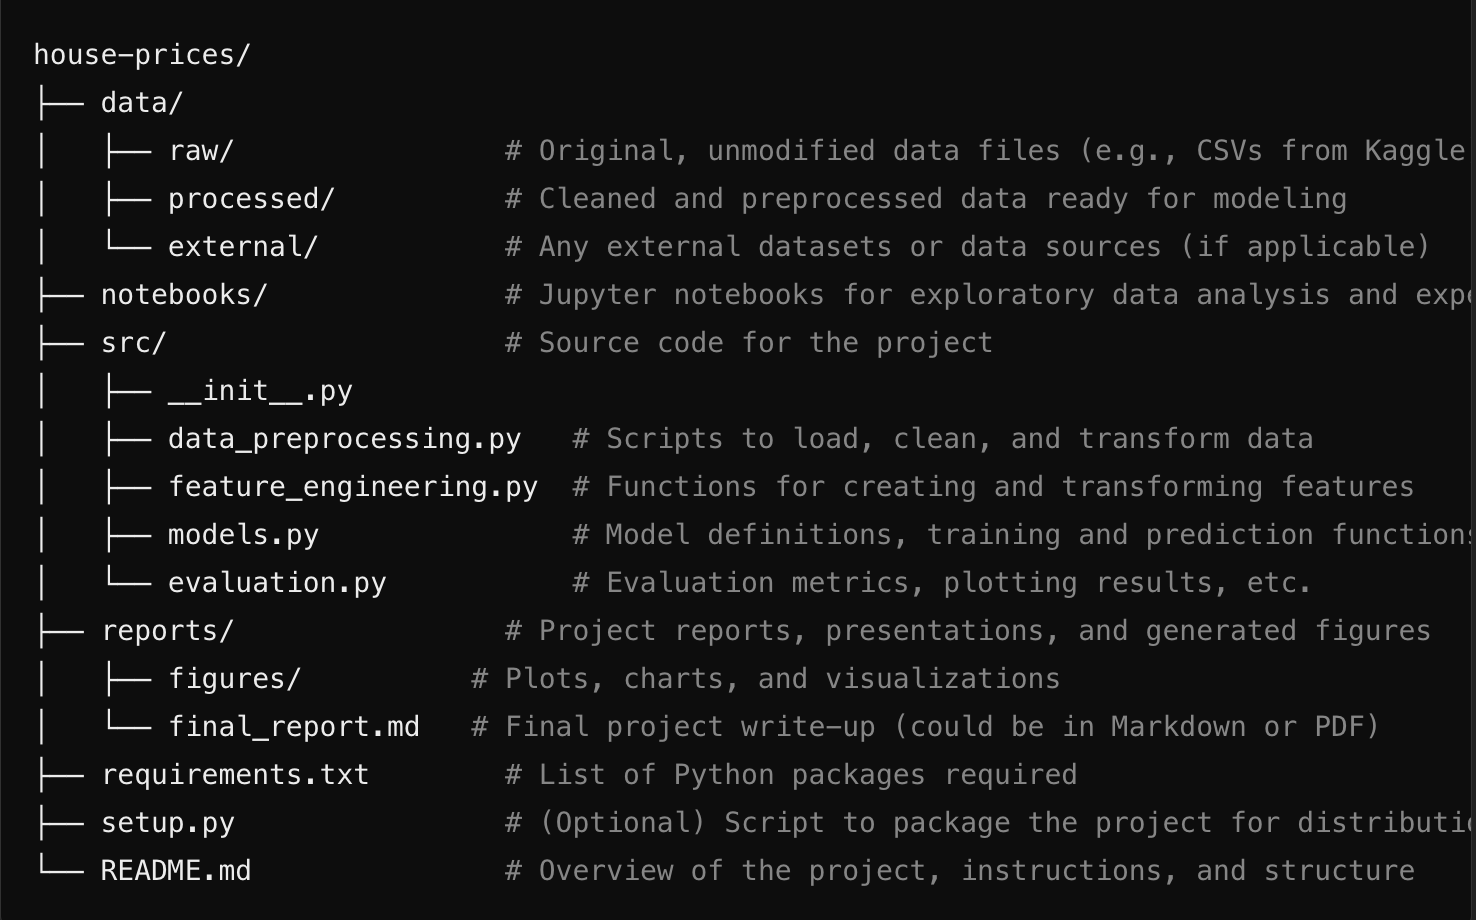 house-prices/
├── data/
│   ├── raw/                # Original, unmodified data files (e.g., CSVs from Kaggle
│   ├── processed/          # Cleaned and preprocessed data ready for modeling
│   └── external/           # Any external datasets or data sources (if applicable)
├── notebooks/              # Jupyter notebooks for exploratory data analysis and
├── src/                    # Source code for the project
│   ├── __init__.py
│   ├── data_preprocessing.py   # Scripts to load, clean, and transform data
│   ├── feature_engineering.py  # Functions for creating and transforming features
│   ├── models.py               # Model definitions, training and prediction functions
│   └── evaluation.py           # Evaluation metrics, plotting results, etc.
├── reports/                # Project reports, presentations, and generated figures
│   ├── figures/          # Plots, charts, and visualizations
│   └── final_report.md   # Final project write-up (could be in Markdown or PDF)
├── requirements.txt        # List of Python packages required
├── setup.py                # (Optional) Script to package the project for
└── README.md               # Overview of the project, instructions, and structure